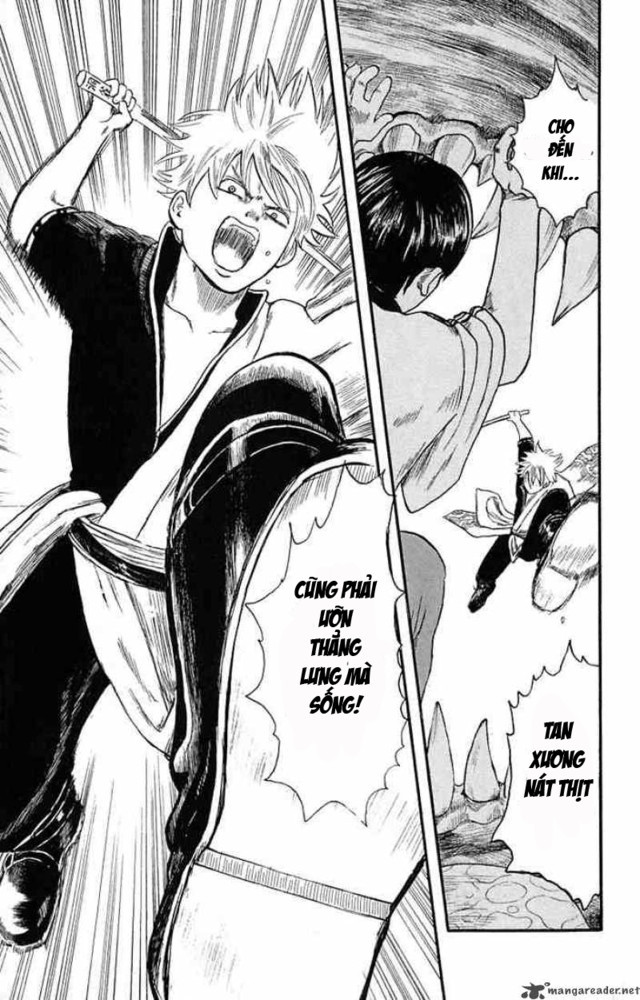 CHO
ĐẾN
KHI...
TAN
XƯƠNG
NÁT THỊT
CŨNG PHẢI
ƯỠN
THẲNG
LƯNG MÀ
SỐNG!
mangareader.net